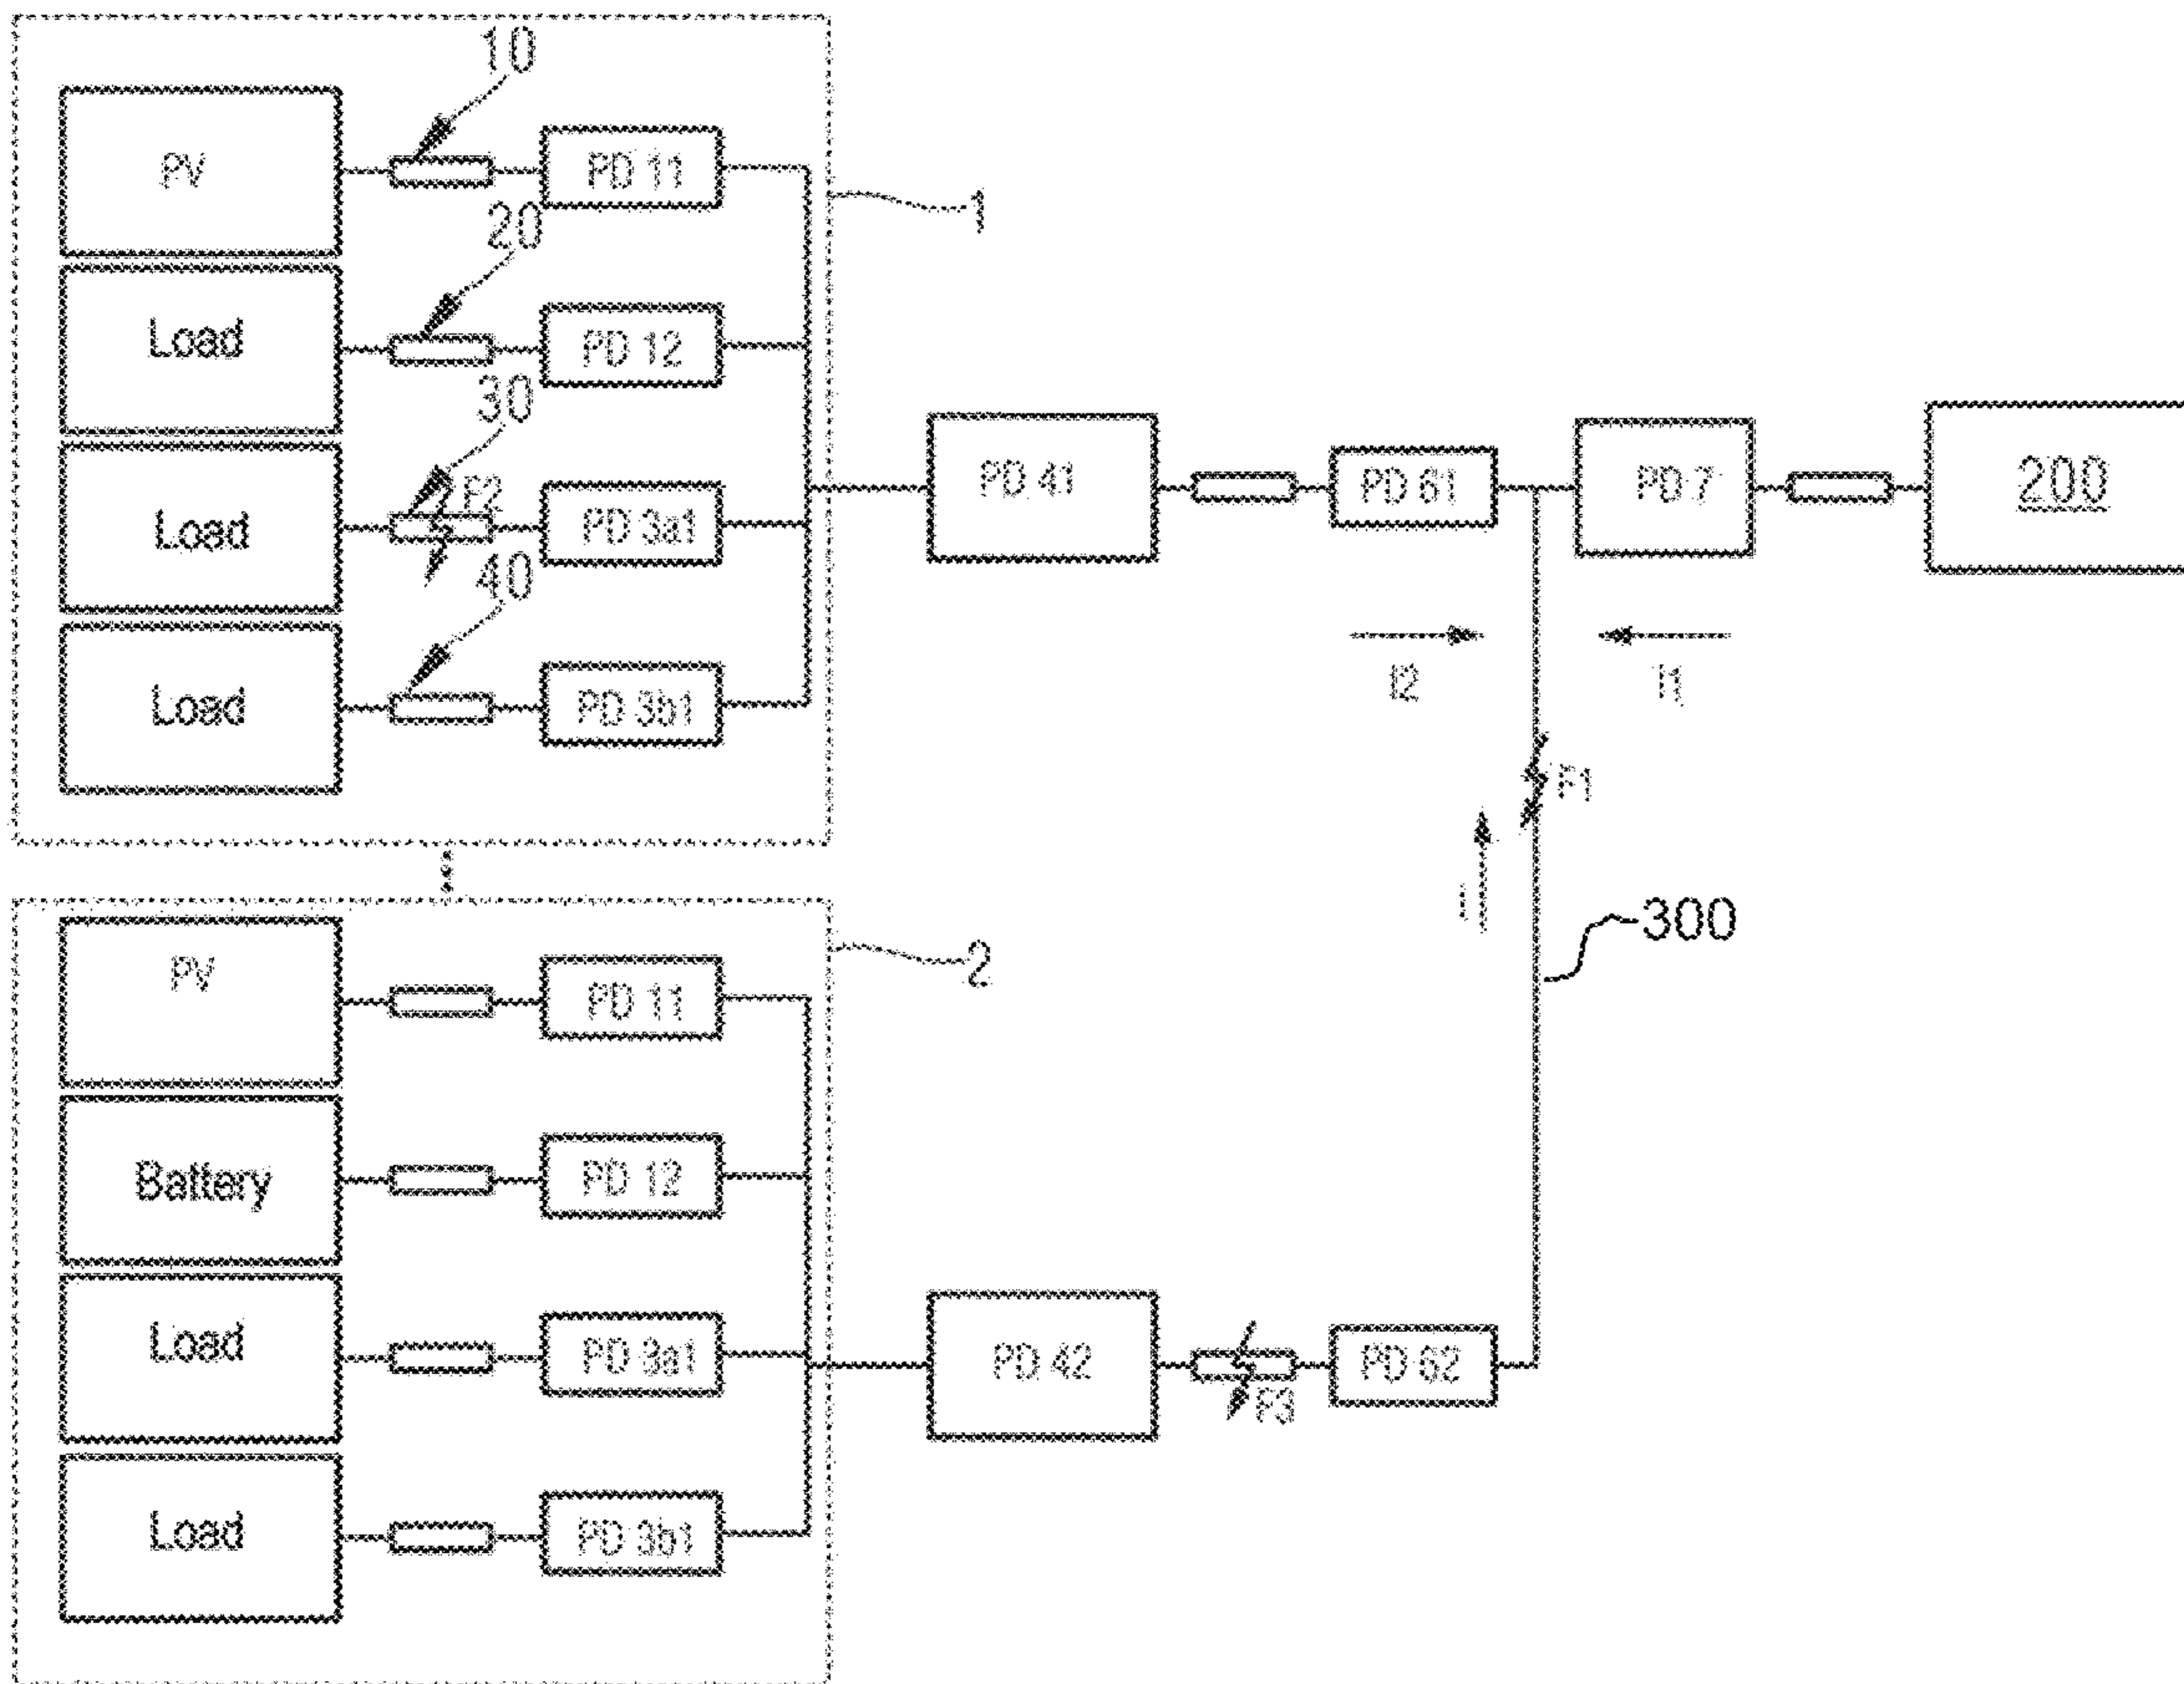 10
PV
PD 11
1
20
Load
PD 12
30
F2
Load
PD 3a1
40
Load
PD 3b1
PD 41
PD 61
PD 7
200
I2
I1
F1
300
2
PV
PD 11
Battery
PD 12
Load
PD 3a1
Load
PD 3b1
PD 42
F3
PD 62